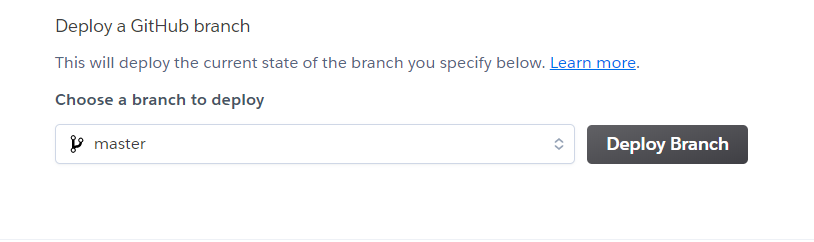 Deploy a GitHub branch
This will deploy the current state of the branch you specify below. Learn more.
Choose a branch to deploy
master
Deploy Branch